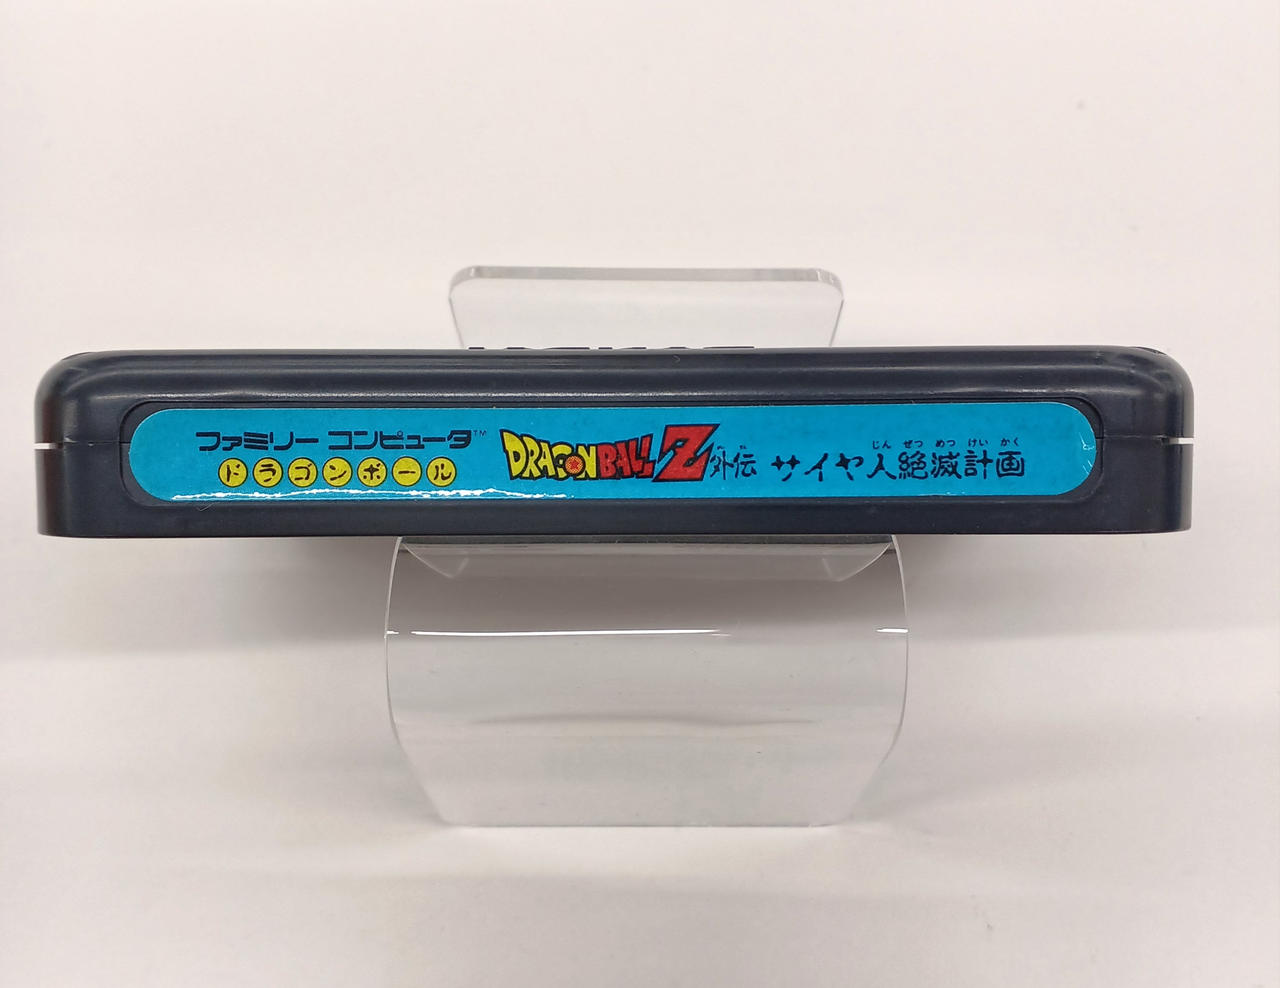 ファミリー コンピュータ™
ドラゴンボール
DRAGONBALL Z 外伝
じん ぜつ めつ けい かく
サイヤ人絶滅計画